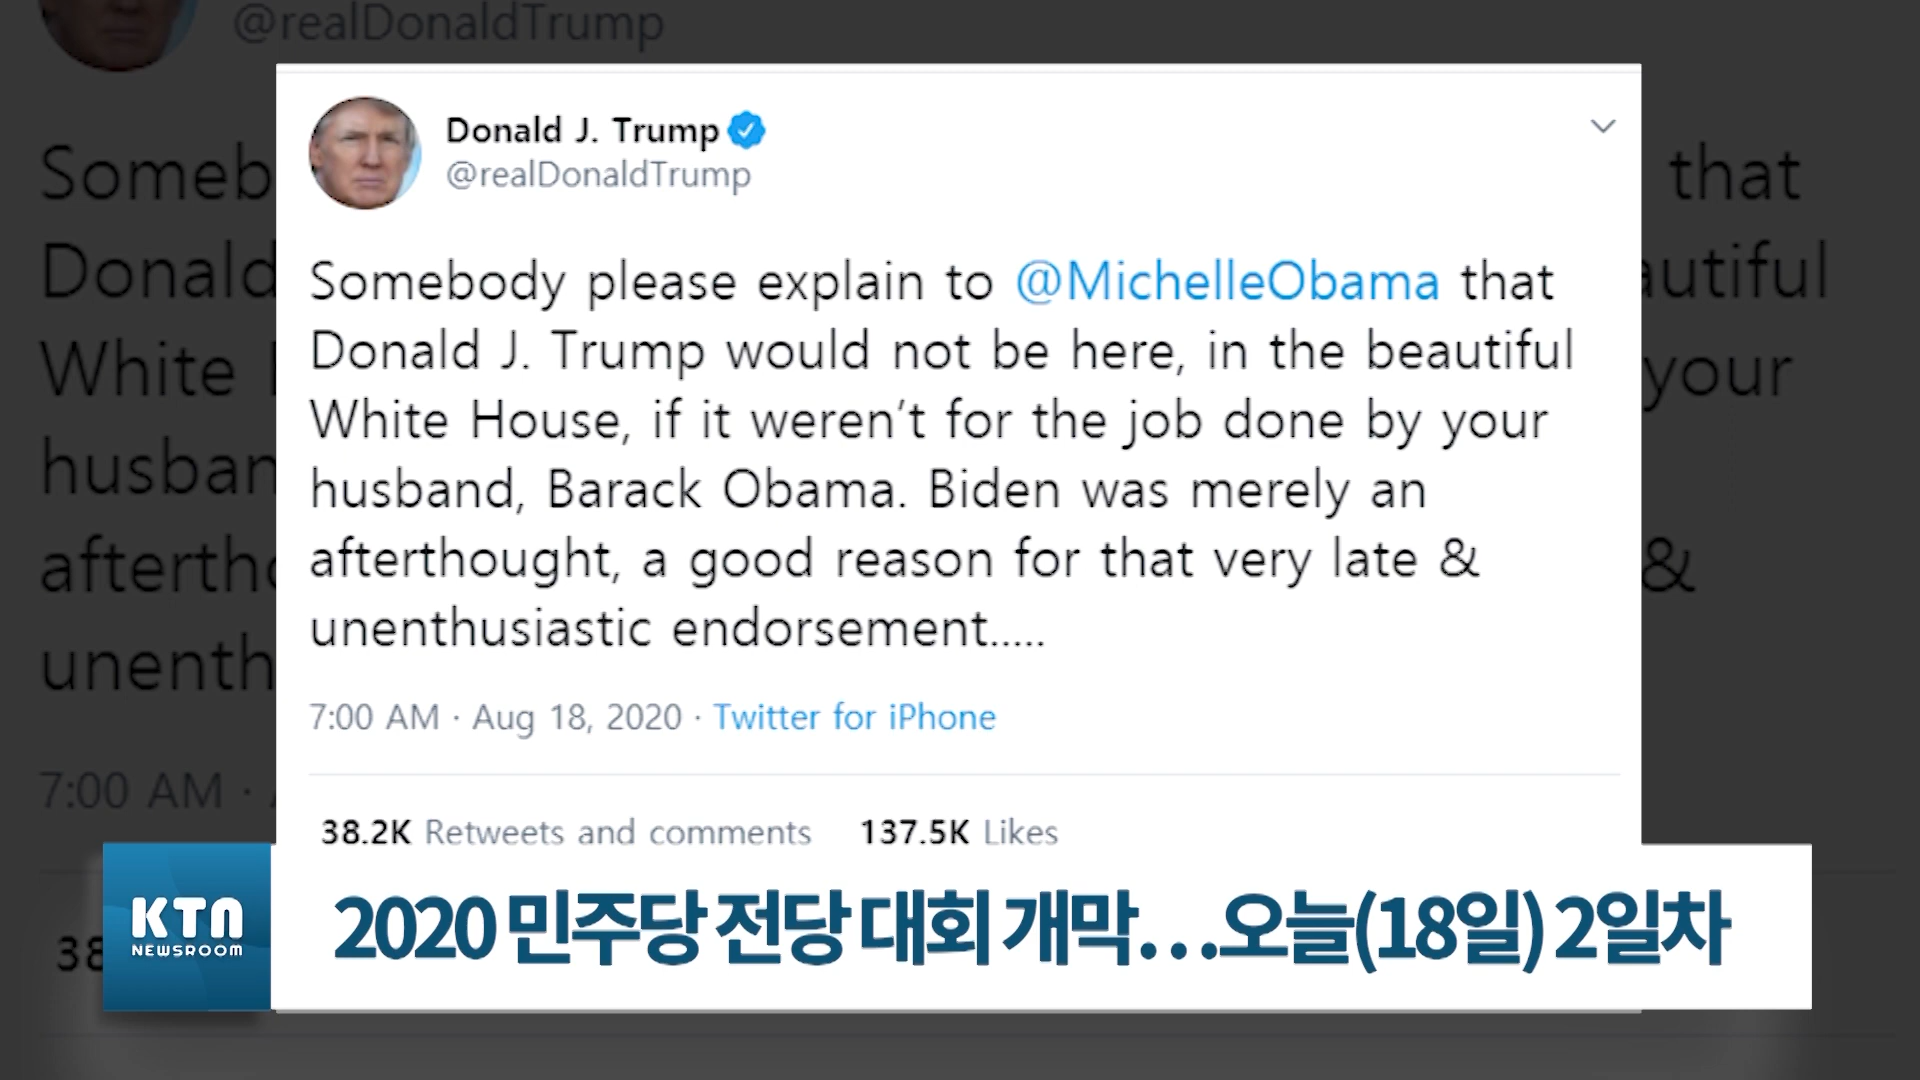 @realDonaldTrump
Donald J. Trump
@realDonaldTrump
Somebody please explain to @MichelleObama that
Donald J. Trump would not be here, in the beautiful
White House, if it weren't for the job done by your
husband, Barack Obama. Biden was merely an
afterthought, a good reason for that very late &
unenthusiastic endorsement.....
7:00 AM · Aug 18, 2020 · Twitter for iPhone
38.2K Retweets and comments 137.5K Likes
KTN
NEWSROOM
2020 민주당 전당 대회 개막...오늘(18일) 2일차